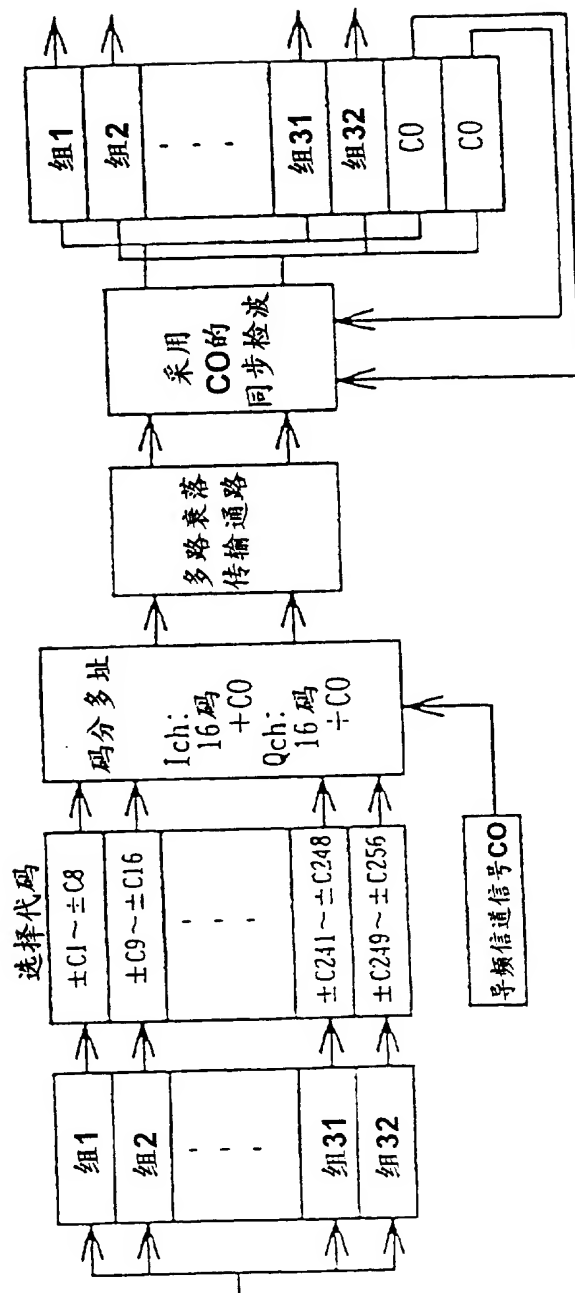 组1
组2
组31
组32
选择代码
±C1～±C8
±C9～±C16
±C241～±C248
±C249～±C256
导频信道信号CO
码分多址
Ich:
16码
+CO
Qch:
16码
÷CO
多路衰落
传输通路
采用
CO的
同步检波
组1
组2
组31
组32
CO
CO